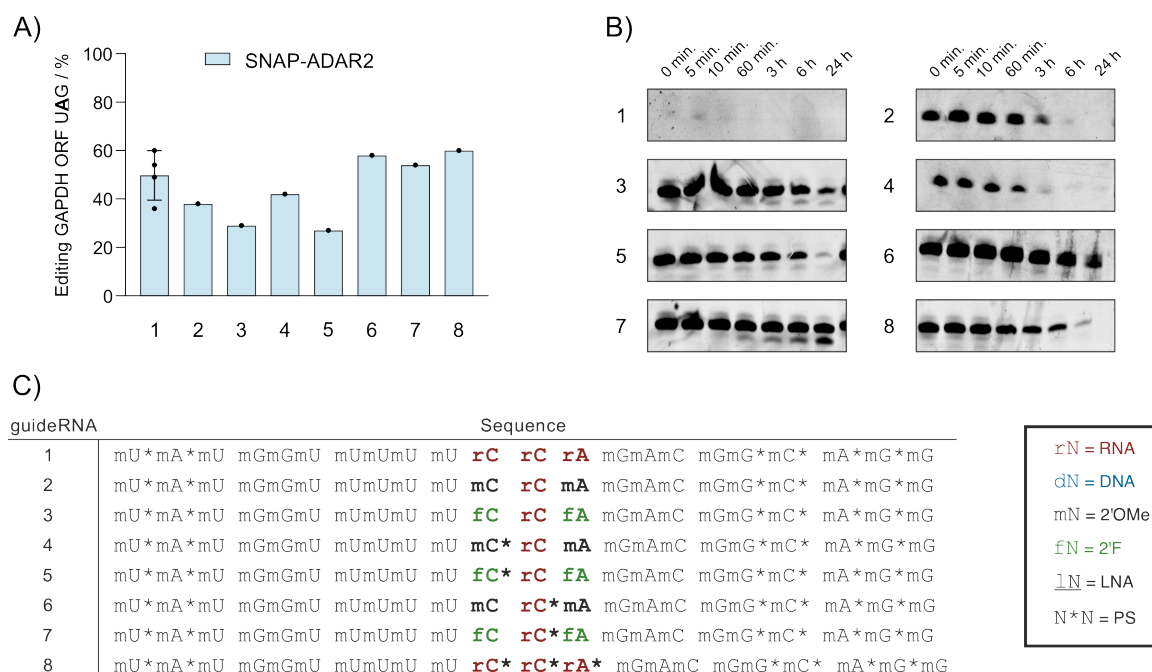 A)
B)
Editing GAPDH ORF UAG / %
100
80
60
40
20
0
SNAP-ADAR2
1 2 3 4 5 6 7 8
0 min. 5 min. 10 min. 60 min. 3 h 6 h 24 h
0 min. 5 min. 10 min. 60 min. 3 h 6 h 24 h
1 2
3 4
5 6
7 8
C)
guideRNA Sequence
1 mU*mA*mU mGmGmU mUmUmU mU rC rC rA mGmAmC mGmG*mC* mA*mG*mG
2 mU*mA*mU mGmGmU mUmUmU mU mC rC mA mGmAmC mGmG*mC* mA*mG*mG
3 mU*mA*mU mGmGmU mUmUmU mU fC rC fA mGmAmC mGmG*mC* mA*mG*mG
4 mU*mA*mU mGmGmU mUmUmU mU mC* rC mA mGmAmC mGmG*mC* mA*mG*mG
5 mU*mA*mU mGmGmU mUmUmU mU fC* rC fA mGmAmC mGmG*mC* mA*mG*mG
6 mU*mA*mU mGmGmU mUmUmU mU mC rC*mA mGmAmC mGmG*mC* mA*mG*mG
7 mU*mA*mU mGmGmU mUmUmU mU fC rC*fA mGmAmC mGmG*mC* mA*mG*mG
8 mU*mA*mU mGmGmU mUmUmU mU rC* rC*rA* mGmAmC mGmG*mC* mA*mG*mG
rN = RNA
dN = DNA
mN = 2'OMe
fN = 2'F
lN = LNA
N*N = PS